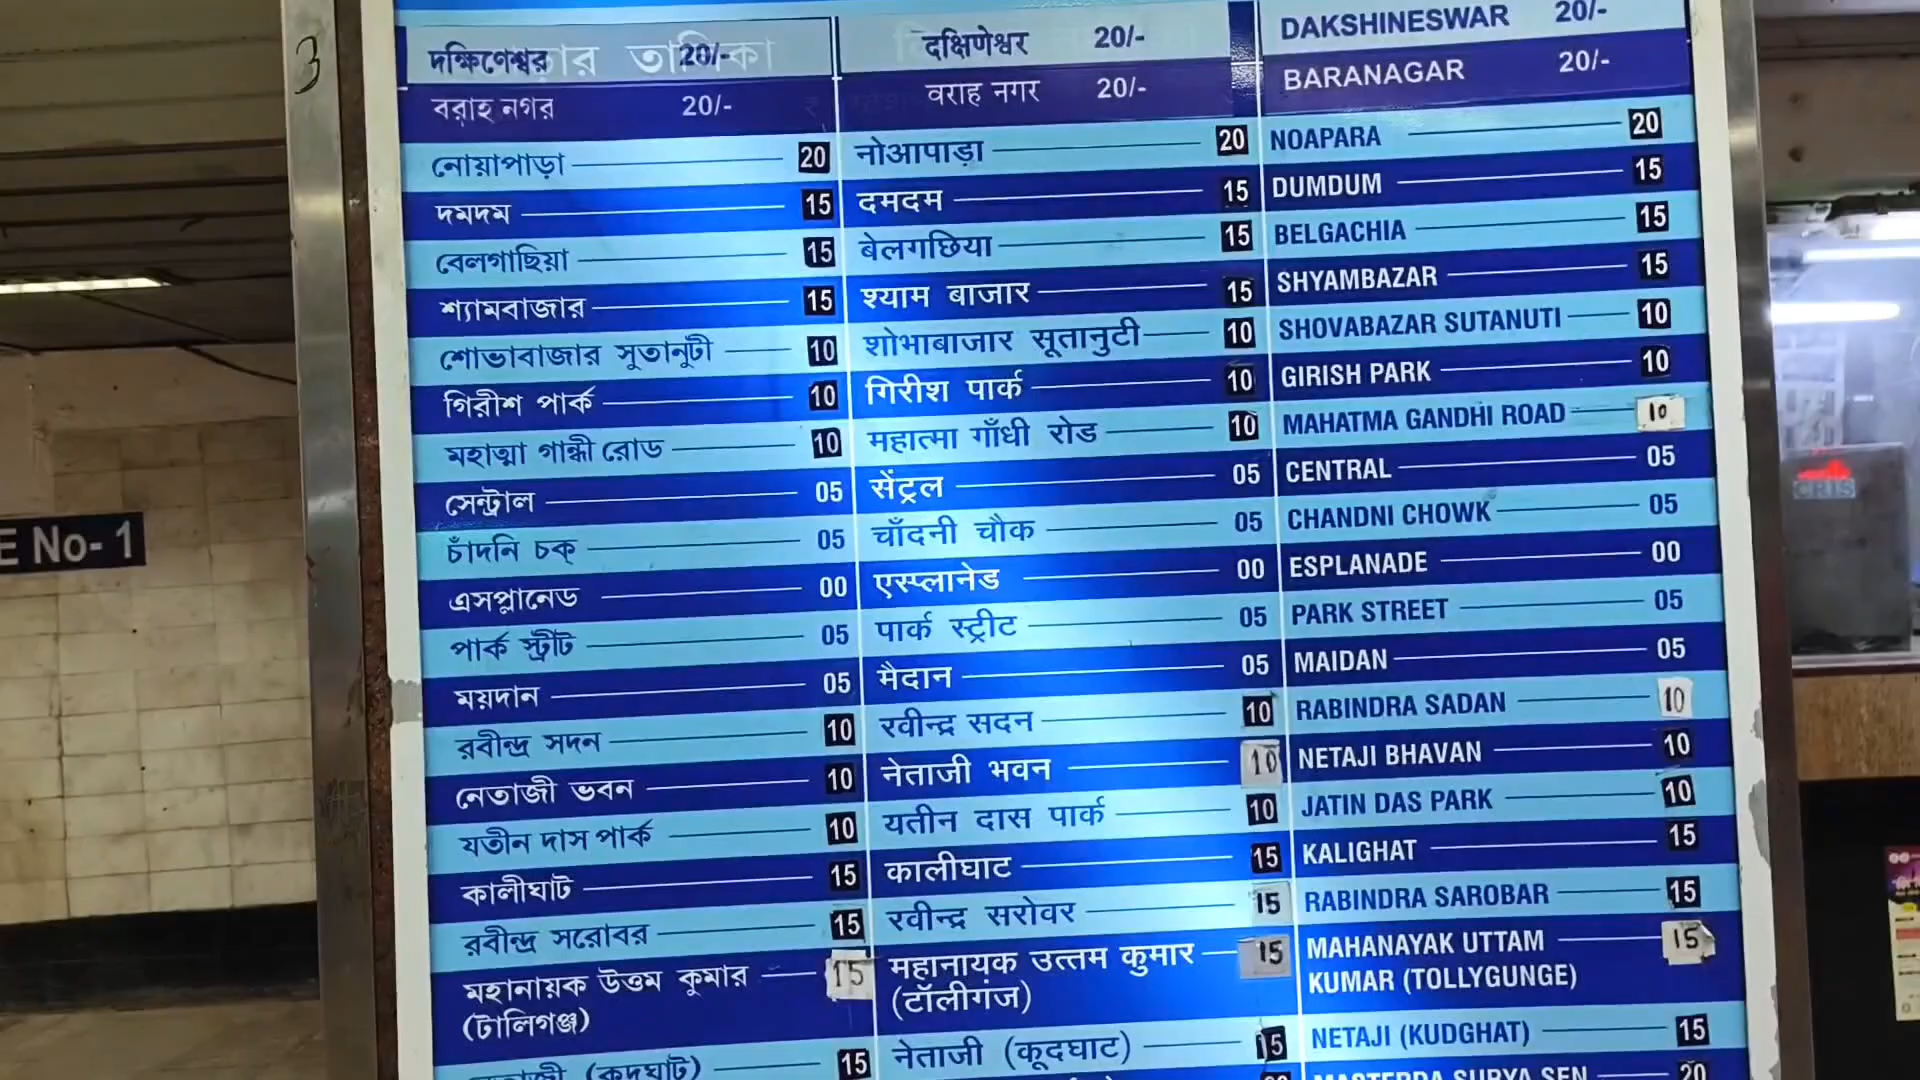 3
দক্ষিণেশ্বর 20/-
বরাহ নগর 20/-
নোয়াপাড়া 20
দমদম 15
বেলগাছিয়া 15
শ্যামবাজার 15
শোভাবাজার সুতানুটী 10
গিরীশ পার্ক 10
মহাত্মা গান্ধী রোড 10
সেন্ট্রাল 05
চাঁদনি চক্ 05
এসপ্লানেড 00
পার্ক স্ট্রীট 05
ময়দান 05
রবীন্দ্র সদন 10
নেতাজী ভবন 10
যতীন দাস পার্ক 10
কালীঘাট 15
রবীন্দ্র সরোবর 15
মহানায়ক উত্তম কুমার 15
(টালিগঞ্জ)
নেতাজী (কুদঘাট) 15
दक्षिणेश्वर 20/-
वराह नगर 20/-
नोआपाड़ा 20
दमदम 15
बेलगछिया 15
श्याम बाजार 15
शोभाबाजार सूतानुटी 10
गिरीश पार्क 10
महात्मा गाँधी रोड 10
सेंट्रल 05
चाँदनी चौक 05
एस्प्लानेड 00
पार्क स्ट्रीट 05
मैदान 05
रवीन्द्र सदन 10
नेताजी भवन 10
यतीन दास पार्क 10
कालीघाट 15
रवीन्द्र सरोवर 15
महानायक उत्तम कुमार 15
(टॉलीगंज)
नेताजी (कूदघाट) 15
DAKSHINESWAR 20/-
BARANAGAR 20/-
NOAPARA 20
DUMDUM 15
BELGACHIA 15
SHYAMBAZAR 15
SHOVABAZAR SUTANUTI 10
GIRISH PARK 10
MAHATMA GANDHI ROAD 10
CENTRAL 05
CHANDNI CHOWK 05
ESPLANADE 00
PARK STREET 05
MAIDAN 05
RABINDRA SADAN 10
NETAJI BHAVAN 10
JATIN DAS PARK 10
KALIGHAT 15
RABINDRA SAROBAR 15
MAHANAYAK UTTAM 15
KUMAR (TOLLYGUNGE)
NETAJI (KUDGHAT) 15
MASTERDA SURYA SEN 20
E No- 1
CRIS